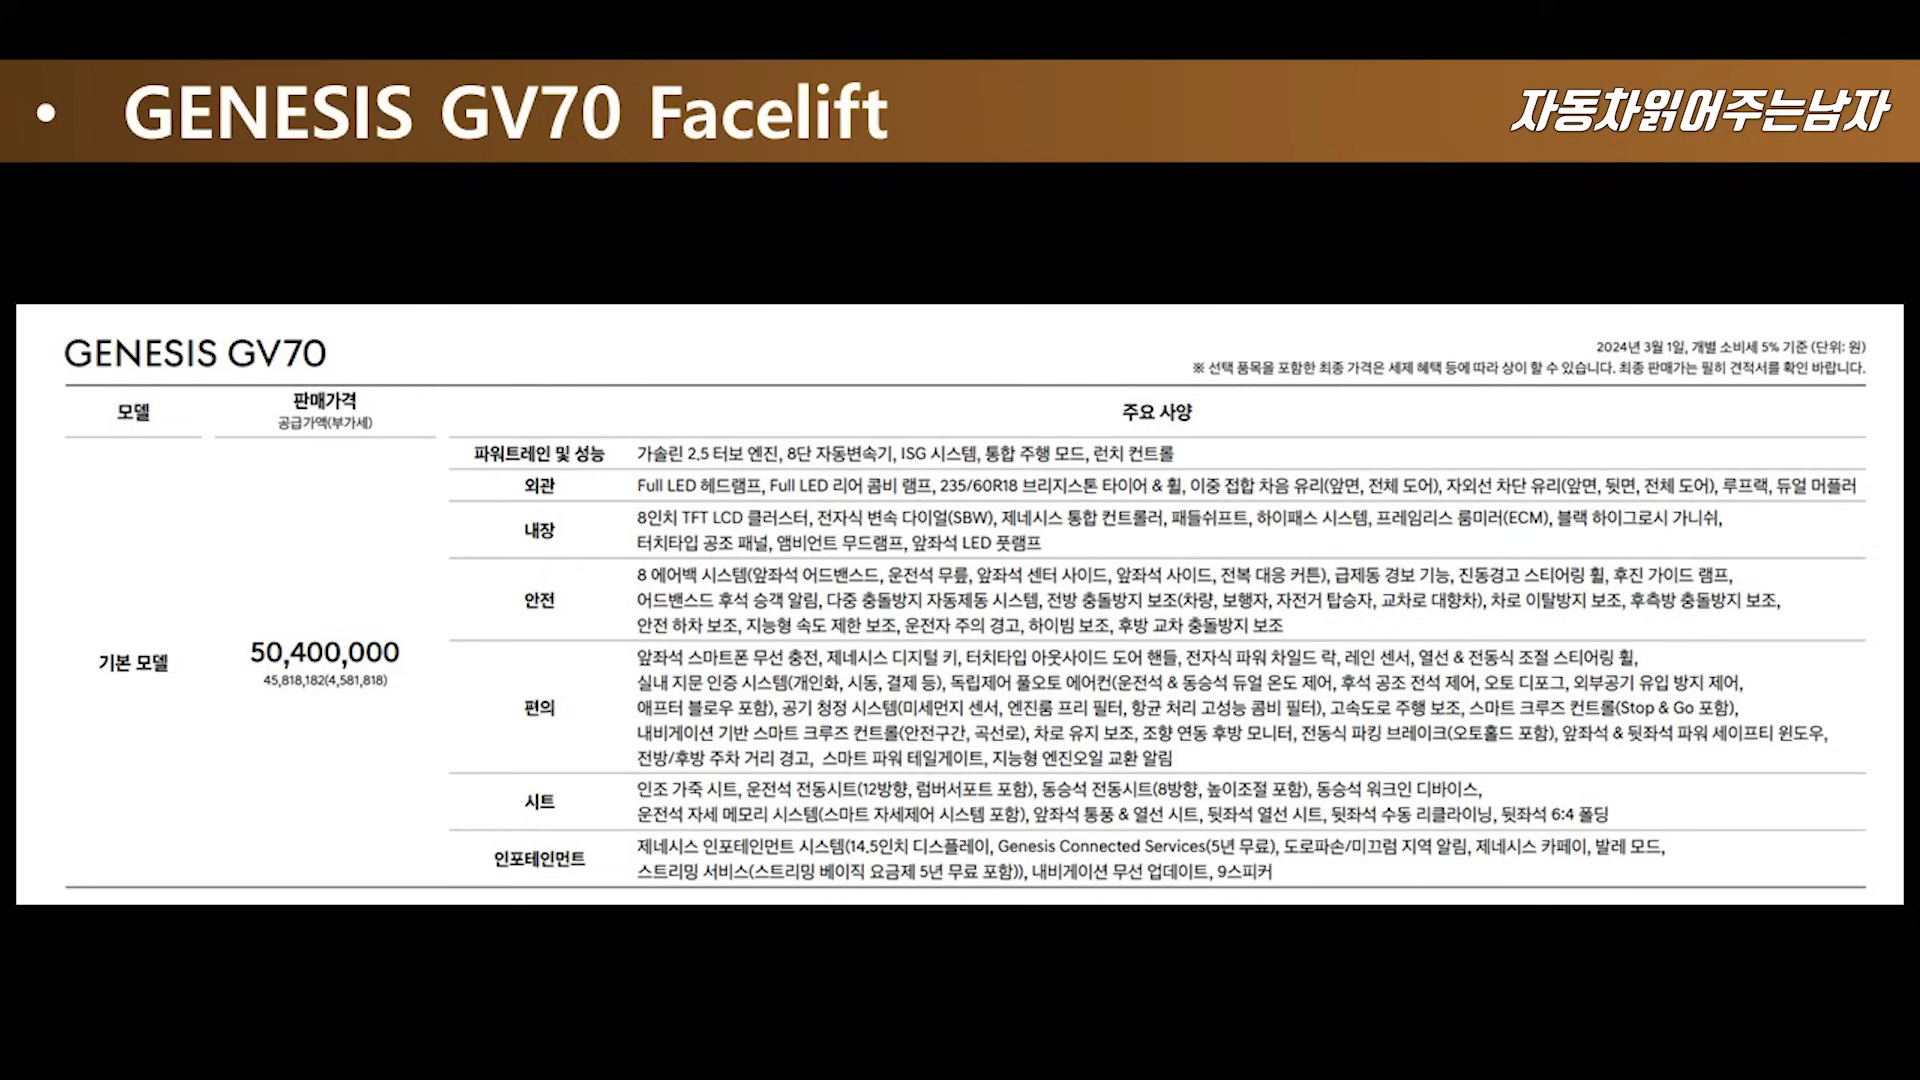 • GENESIS GV70 Facelift
자동차읽어주는남자
GENESIS GV70
2024년 3월 1일, 개별 소비세 5% 기준 (단위: 원)
※ 선택 품목을 포함한 최종 가격은 세제 혜택 등에 따라 상이 할 수 있습니다. 최종 판매가는 필히 견적서를 확인 바랍니다.
모델
판매가격
공급가액(부가세)
주요 사양
기본 모델
50,400,000
45,818,182(4,581,818)
파워트레인 및 성능
가솔린 2.5 터보 엔진, 8단 자동변속기, ISG 시스템, 통합 주행 모드, 런치 컨트롤
외관
Full LED 헤드램프, Full LED 리어 콤비 램프, 235/60R18 브리지스톤 타이어 & 휠, 이중 접합 차음 유리(앞면, 전체 도어), 자외선 차단 유리(앞면, 뒷면, 전체 도어), 루프랙, 듀얼 머플러
내장
8인치 TFT LCD 클러스터, 전자식 변속 다이얼(SBW), 제네시스 통합 컨트롤러, 패들쉬프트, 하이패스 시스템, 프레임리스 룸미러(ECM), 블랙 하이그로시 가니쉬,
터치타입 공조 패널, 앰비언트 무드램프, 앞좌석 LED 풋램프
안전
8 에어백 시스템(앞좌석 어드밴스드, 운전석 무릎, 앞좌석 센터 사이드, 앞좌석 사이드, 전복 대응 커튼), 급제동 경보 기능, 진동경고 스티어링 휠, 후진 가이드 램프,
어드밴스드 후석 승객 알림, 다중 충돌방지 자동제동 시스템, 전방 충돌방지 보조(차량, 보행자, 자전거 탑승자, 교차로 대향차), 차로 이탈방지 보조, 후측방 충돌방지 보조,
안전 하차 보조, 지능형 속도 제한 보조, 운전자 주의 경고, 하이빔 보조, 후방 교차 충돌방지 보조
편의
앞좌석 스마트폰 무선 충전, 제네시스 디지털 키, 터치타입 아웃사이드 도어 핸들, 전자식 파워 차일드 락, 레인 센서, 열선 & 전동식 조절 스티어링 휠,
실내 지문 인증 시스템(개인화, 시동, 결제 등), 독립제어 풀오토 에어컨(운전석 & 동승석 듀얼 온도 제어, 후석 공조 전석 제어, 오토 디포그, 외부공기 유입 방지 제어,
애프터 블로우 포함), 공기 청정 시스템(미세먼지 센서, 엔진룸 프리 필터, 항균 처리 고성능 콤비 필터), 고속도로 주행 보조, 스마트 크루즈 컨트롤(Stop & Go 포함),
내비게이션 기반 스마트 크루즈 컨트롤(안전구간, 곡선로), 차로 유지 보조, 조향 연동 후방 모니터, 전동식 파킹 브레이크(오토홀드 포함), 앞좌석 & 뒷좌석 파워 세이프티 윈도우,
전방/후방 주차 거리 경고, 스마트 파워 테일게이트, 지능형 엔진오일 교환 알림
시트
인조 가죽 시트, 운전석 전동시트(12방향, 럼버서포트 포함), 동승석 전동시트(8방향, 높이조절 포함), 동승석 워크인 디바이스,
운전석 자세 메모리 시스템(스마트 자세제어 시스템 포함), 앞좌석 통풍 & 열선 시트, 뒷좌석 열선 시트, 뒷좌석 수동 리클라이닝, 뒷좌석 6:4 폴딩
인포테인먼트
제네시스 인포테인먼트 시스템(14.5인치 디스플레이, Genesis Connected Services(5년 무료), 도로파손/미끄럼 지역 알림, 제네시스 카페이, 발레 모드,
스트리밍 서비스(스트리밍 베이직 요금제 5년 무료 포함)), 내비게이션 무선 업데이트, 9스피커